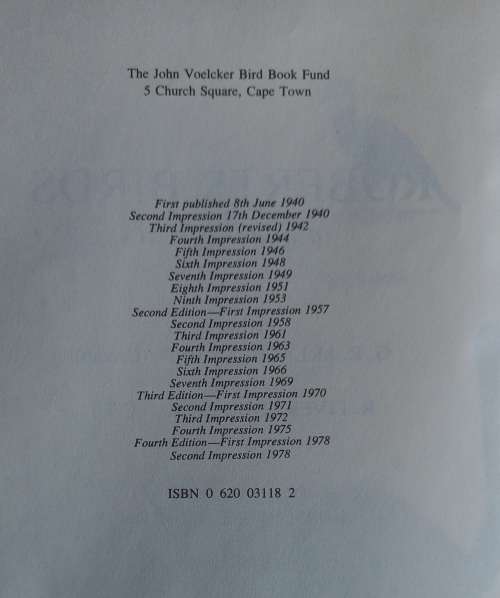 The John Voelcker Bird Book Fund
5 Church Square, Cape Town
First published 8th June 1940
Second Impression 17th December 1940
Third Impression (revised) 1942
Fourth Impression 1944
Fifth Impression 1946
Sixth Impression 1948
Seventh Impression 1949
Eighth Impression 1951
Ninth Impression 1953
Second Edition—First Impression 1957
Second Impression 1958
Third Impression 1961
Fourth Impression 1963
Fifth Impression 1965
Sixth Impression 1966
Seventh Impression 1969
Third Edition—First Impression 1970
Second Impression 1971
Third Impression 1972
Fourth Impression 1975
Fourth Edition—First Impression 1978
Second Impression 1978
ISBN 0 620 03118 2